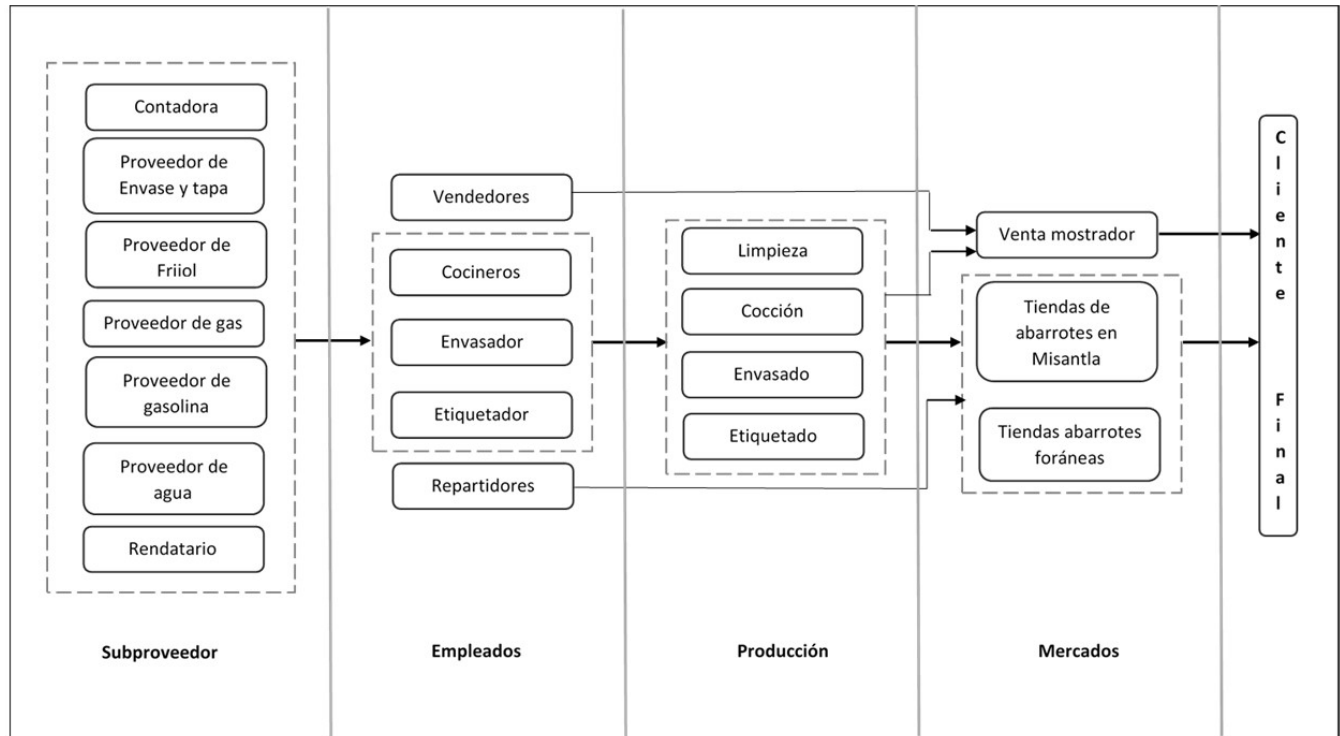 Contadora
Proveedor de
Envase y tapa
Proveedor de
Friiol
Proveedor de gas
Proveedor de
gasolina
Proveedor de
agua
Rendatario
Subproveedor
Vendedores
Cocineros
Envasador
Etiquetador
Repartidores
Empleados
Limpieza
Cocción
Envasado
Etiquetado
Producción
Venta mostrador
Tiendas de
abarrotes en
Misantla
Tiendas abarrotes
foráneas
Mercados
Cliente
Final